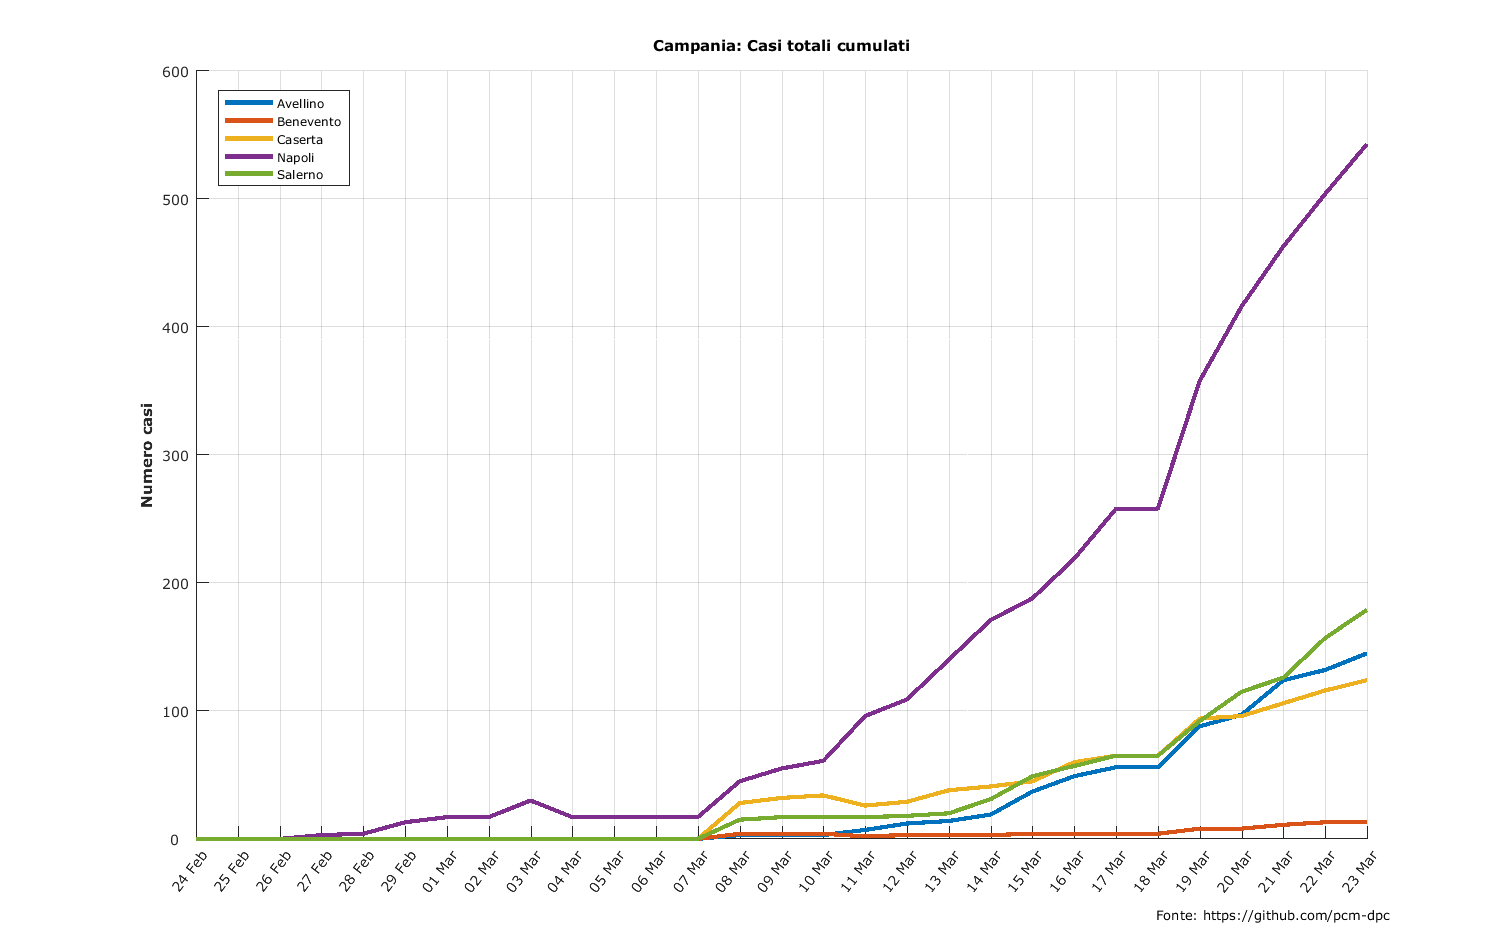 Campania: Casi totali cumulati
600
500
400
300
200
100
0
Numero casi
Avellino
Benevento
Caserta
Napoli
Salerno
24 Feb
25 Feb
26 Feb
27 Feb
28 Feb
29 Feb
01 Mar
02 Mar
03 Mar
04 Mar
05 Mar
06 Mar
07 Mar
08 Mar
09 Mar
10 Mar
11 Mar
12 Mar
13 Mar
14 Mar
15 Mar
16 Mar
17 Mar
18 Mar
19 Mar
20 Mar
21 Mar
22 Mar
23 Mar
Fonte: https://github.com/pcm-dpc